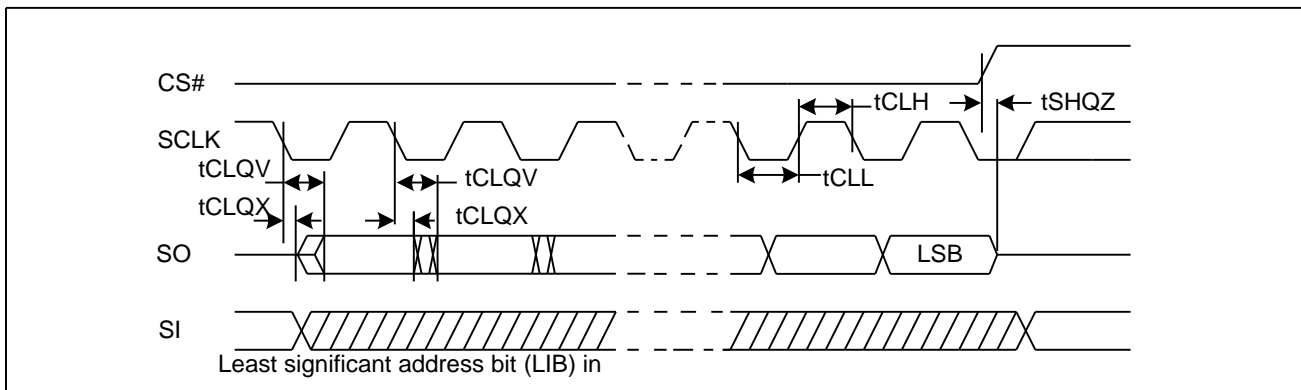 CS#
tCLH
tSHQZ
SCLK
tCLQV
tCLQV
tCLL
tCLQX
tCLQX
SO
LSB
SI
Least significant address bit (LIB) in